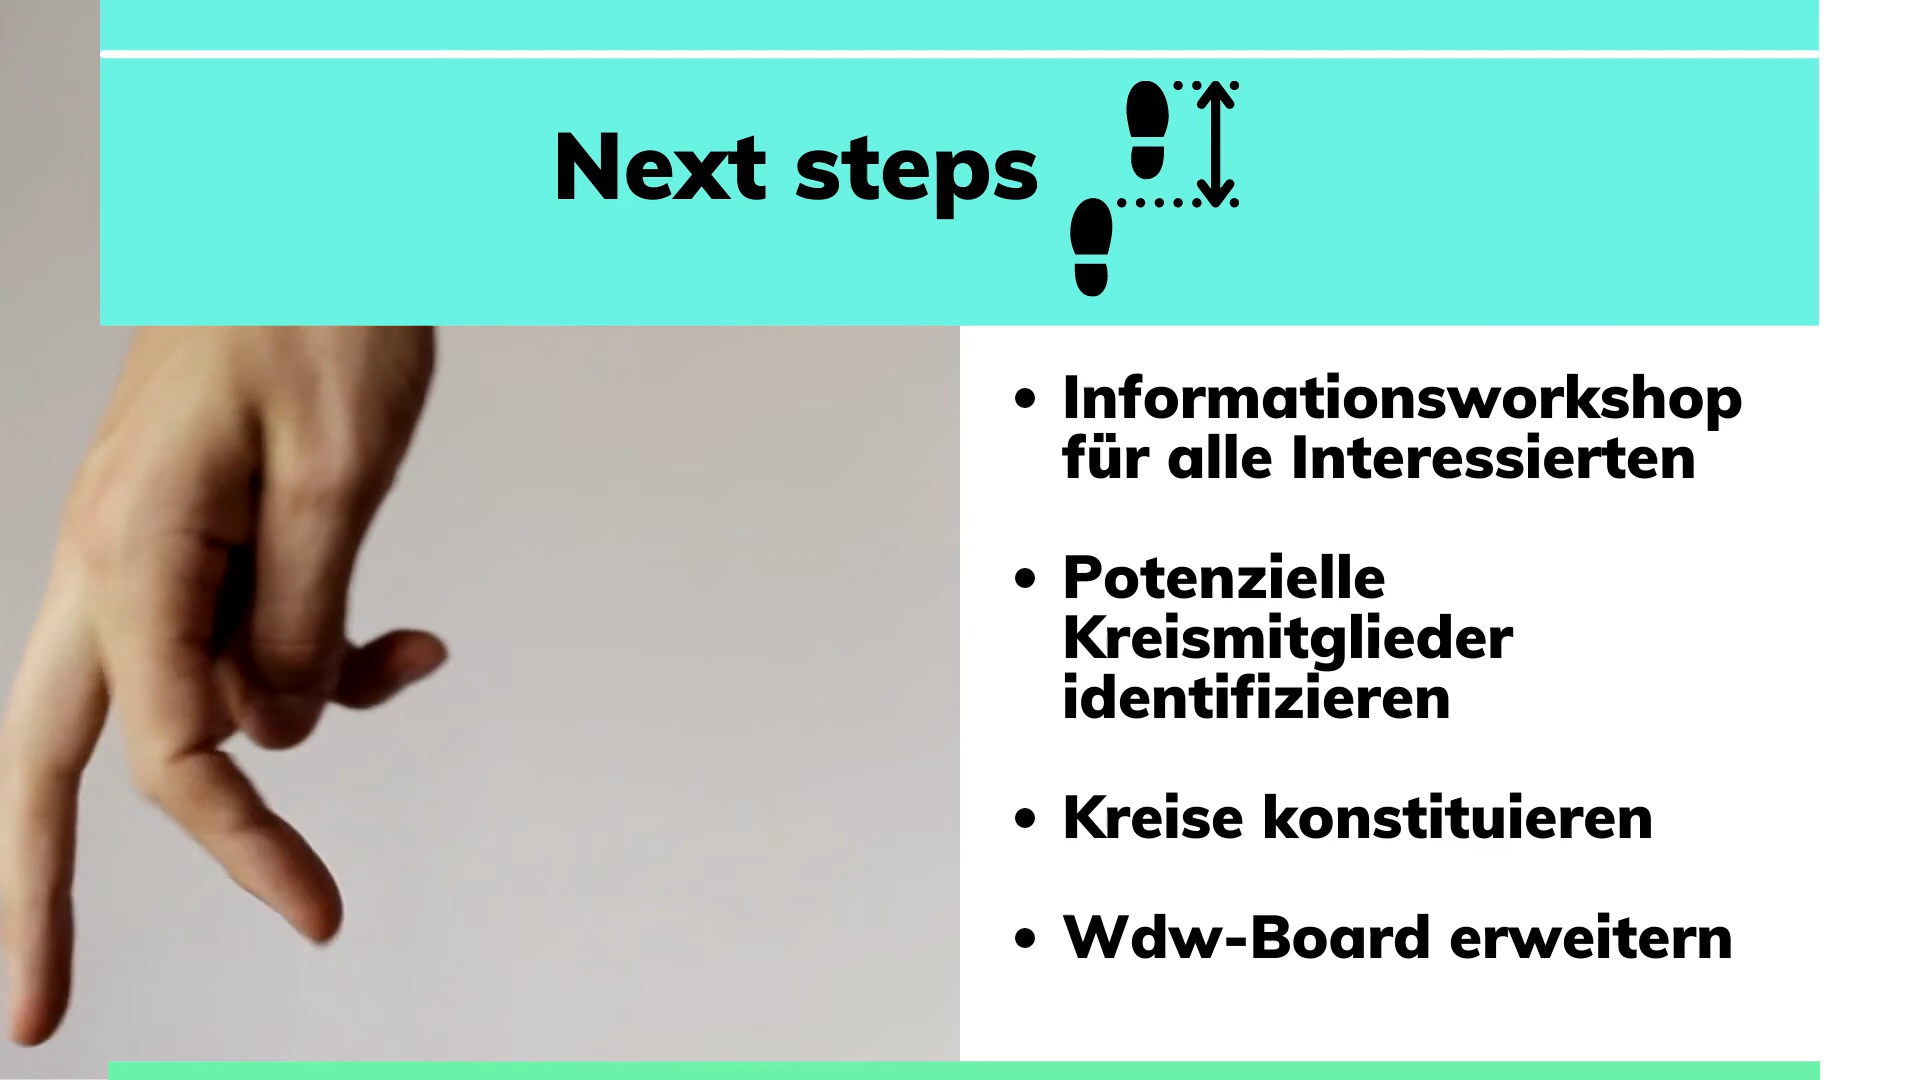 Next steps
• Informationsworkshop
für alle Interessierten
• Potenzielle
Kreismitglieder
identifizieren
• Kreise konstituieren
• Wdw-Board erweitern